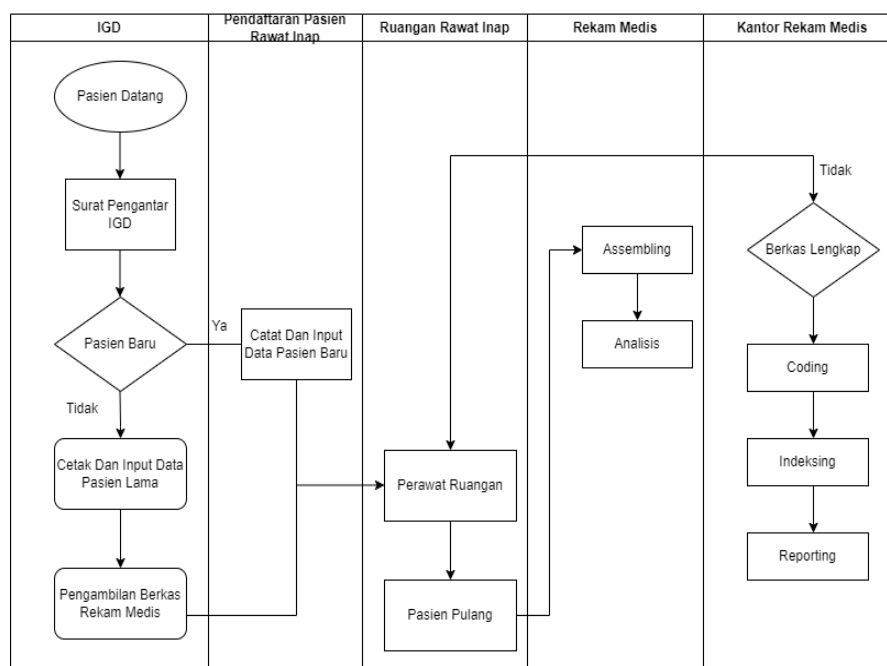 IGD
Pendaftaran Pasien
Rawat Inap
Ruangan Rawat Inap
Rekam Medis
Kantor Rekam Medis
Pasien Datang
Surat Pengantar
IGD
Pasien Baru
Ya
Tidak
Cetak Dan Input Data
Pasien Lama
Pengambilan Berkas
Rekam Medis
Catat Dan Input
Data Pasien Baru
Perawat Ruangan
Pasien Pulang
Assembling
Analisis
Tidak
Berkas Lengkap
Coding
Indeksing
Reporting